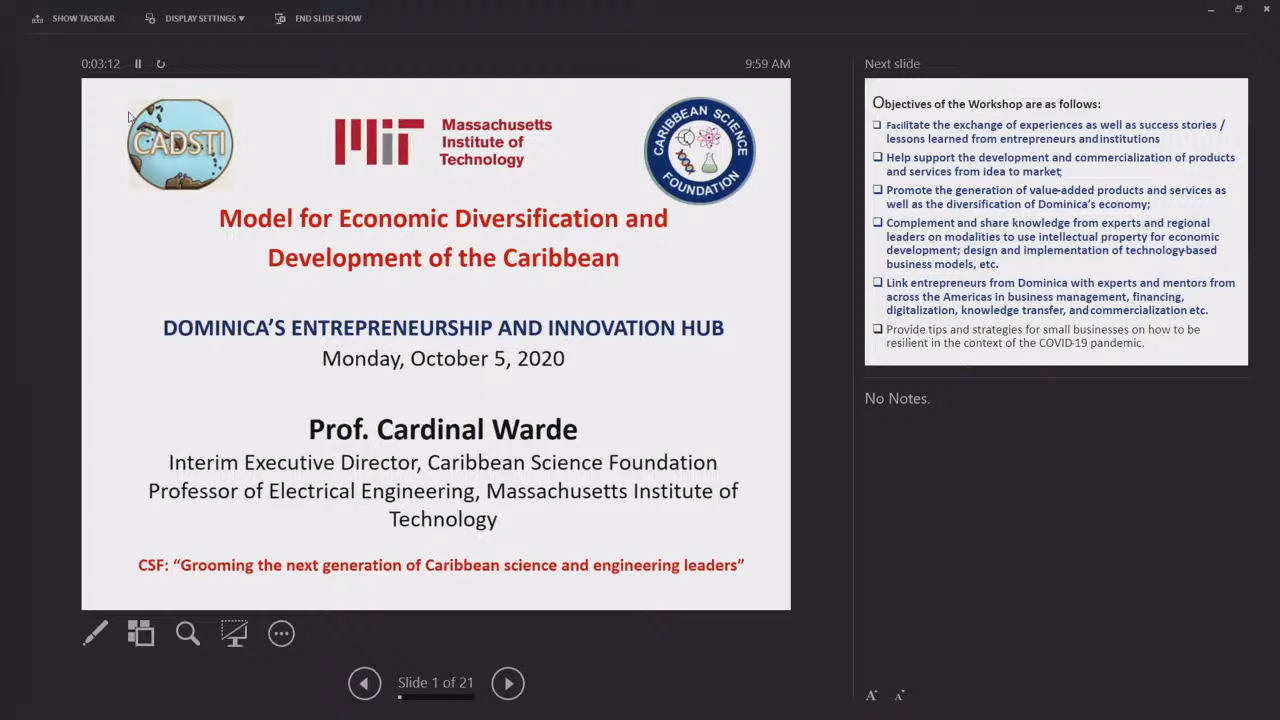 SHOW TASKBAR
DISPLAY SETTINGS ▼
END SLIDE SHOW
0:03:12
9:59 AM
CADSTI
MIT
Massachusetts
Institute of
Technology
CARIBBEAN SCIENCE
FOUNDATION
Model for Economic Diversification and
Development of the Caribbean
DOMINICA’S ENTREPRENEURSHIP AND INNOVATION HUB
Monday, October 5, 2020
Prof. Cardinal Warde
Interim Executive Director, Caribbean Science Foundation
Professor of Electrical Engineering, Massachusetts Institute of
Technology
CSF: “Grooming the next generation of Caribbean science and engineering leaders”
Slide 1 of 21
Next slide
Objectives of the Workshop are as follows:
Facilitate the exchange of experiences as well as success stories /
lessons learned from entrepreneurs and institutions
Help support the development and commercialization of products
and services from idea to market;
Promote the generation of value-added products and services as
well as the diversification of Dominica’s economy;
Complement and share knowledge from experts and regional
leaders on modalities to use intellectual property for economic
development; design and implementation of technology-based
business models, etc.
Link entrepreneurs from Dominica with experts and mentors from
across the Americas in business management, financing,
digitalization, knowledge transfer, and commercialization etc.
Provide tips and strategies for small businesses on how to be
resilient in the context of the COVID-19 pandemic.
No Notes.
A A